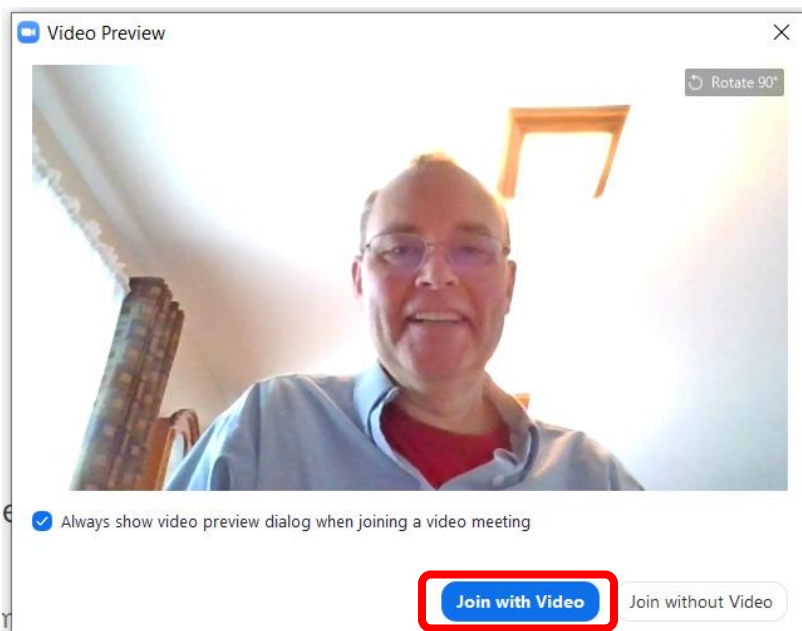 Video Preview
Rotate 90°
Always show video preview dialog when joining a video meeting
Join with Video
Join without Video